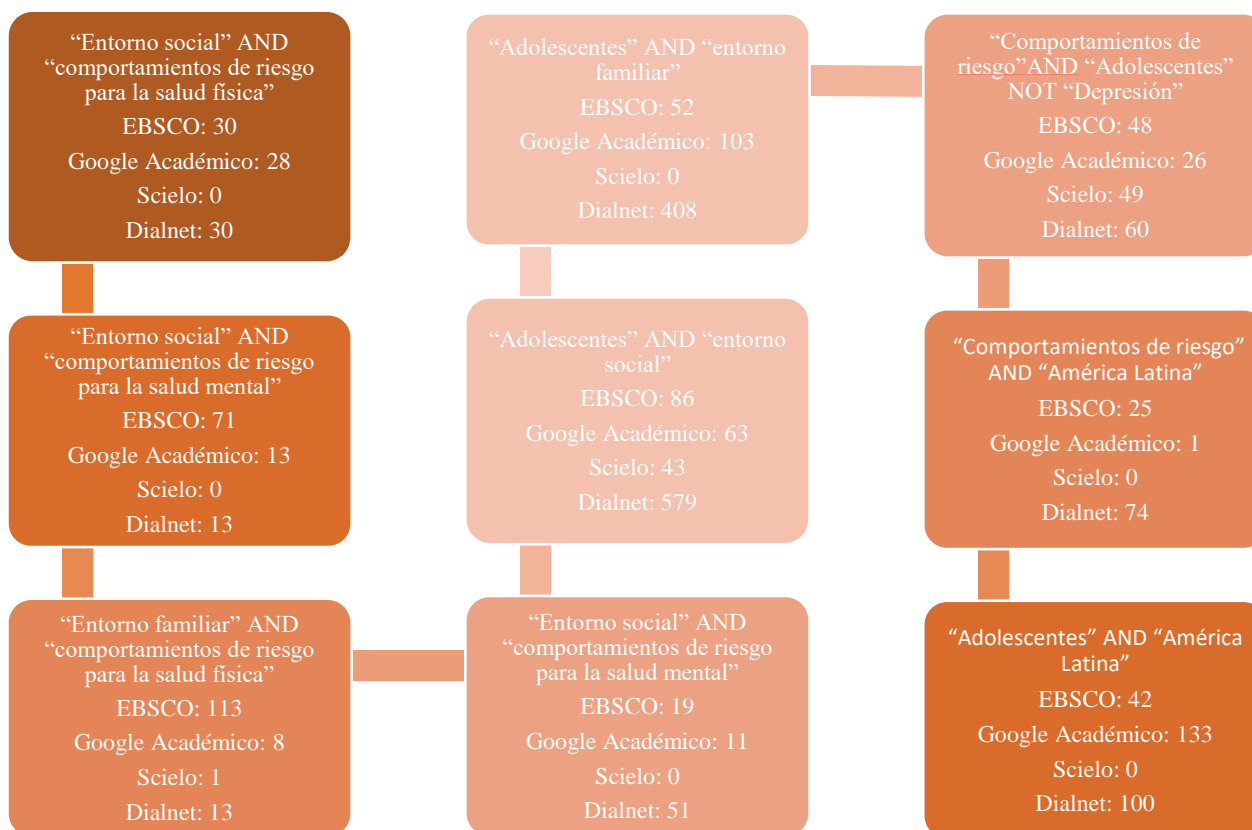 “Entorno social” AND
“comportamientos de riesgo
para la salud física”
EBSCO: 30
Google Académico: 28
Scielo: 0
Dialnet: 30
“Entorno social” AND
“comportamientos de riesgo
para la salud mental”
EBSCO: 71
Google Académico: 13
Scielo: 0
Dialnet: 13
“Entorno familiar” AND
“comportamientos de riesgo
para la salud física”
EBSCO: 113
Google Académico: 8
Scielo: 1
Dialnet: 13
“Entorno social” AND
“comportamientos de riesgo
para la salud mental”
EBSCO: 19
Google Académico: 11
Scielo: 0
Dialnet: 51
“Adolescentes” AND “entorno
social”
EBSCO: 86
Google Académico: 63
Scielo: 43
Dialnet: 579
“Adolescentes” AND “entorno
familiar”
EBSCO: 52
Google Académico: 103
Scielo: 0
Dialnet: 408
“Comportamientos de
riesgo”AND “Adolescentes”
NOT “Depresión”
EBSCO: 48
Google Académico: 26
Scielo: 49
Dialnet: 60
“Comportamientos de riesgo”
AND “América Latina”
EBSCO: 25
Google Académico: 1
Scielo: 0
Dialnet: 74
“Adolescentes” AND “América
Latina”
EBSCO: 42
Google Académico: 133
Scielo: 0
Dialnet: 100